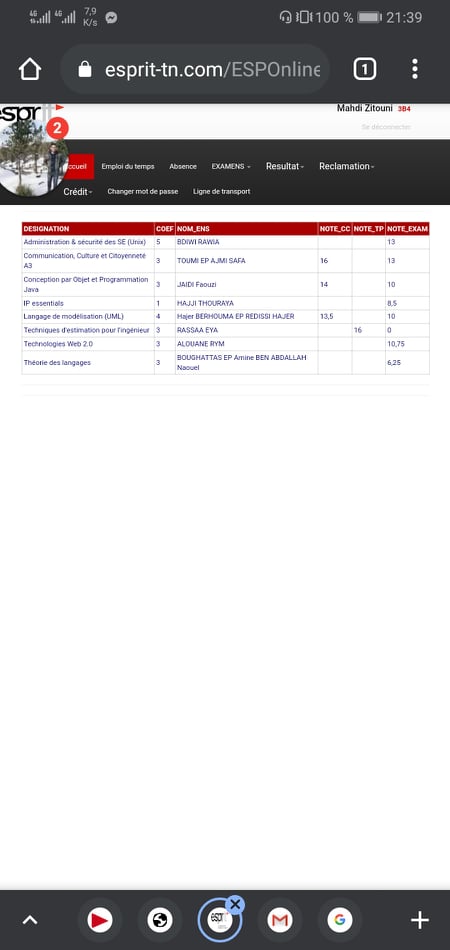 4G 4G 7,9 K/s 100 % 21:39
esprit-tn.com/ESPOnline
1
esprit
Mahdi Zitouni 3B4
2
Se déconnecter
ccueil Emploi du temps Absence EXAMENS Resultat Reclamation
Crédit Changer mot de passe Ligne de transport
DESIGNATION COEF NOM_ENS NOTE_CC NOTE_TP NOTE_EXAM
Administration & sécurité des SE (Unix) 5 BDIWI RAWIA 13
Communication, Culture et Citoyenneté
A3 3 TOUMI EP AJMI SAFA 16 13
Conception par Objet et Programmation
Java 3 JAIDI Faouzi 14 10
IP essentials 1 HAJJI THOURAYA 8,5
Langage de modélisation (UML) 4 Hajer BERHOUMA EP REDISSI HAJER 13,5 10
Techniques d'estimation pour l'ingénieur 3 RASSAA EYA 16 0
Technologies Web 2.0 3 ALOUANE RYM 10,75
Théorie des langages 3 BOUGHATTAS EP Amine BEN ABDALLAH
Naouel 6,25